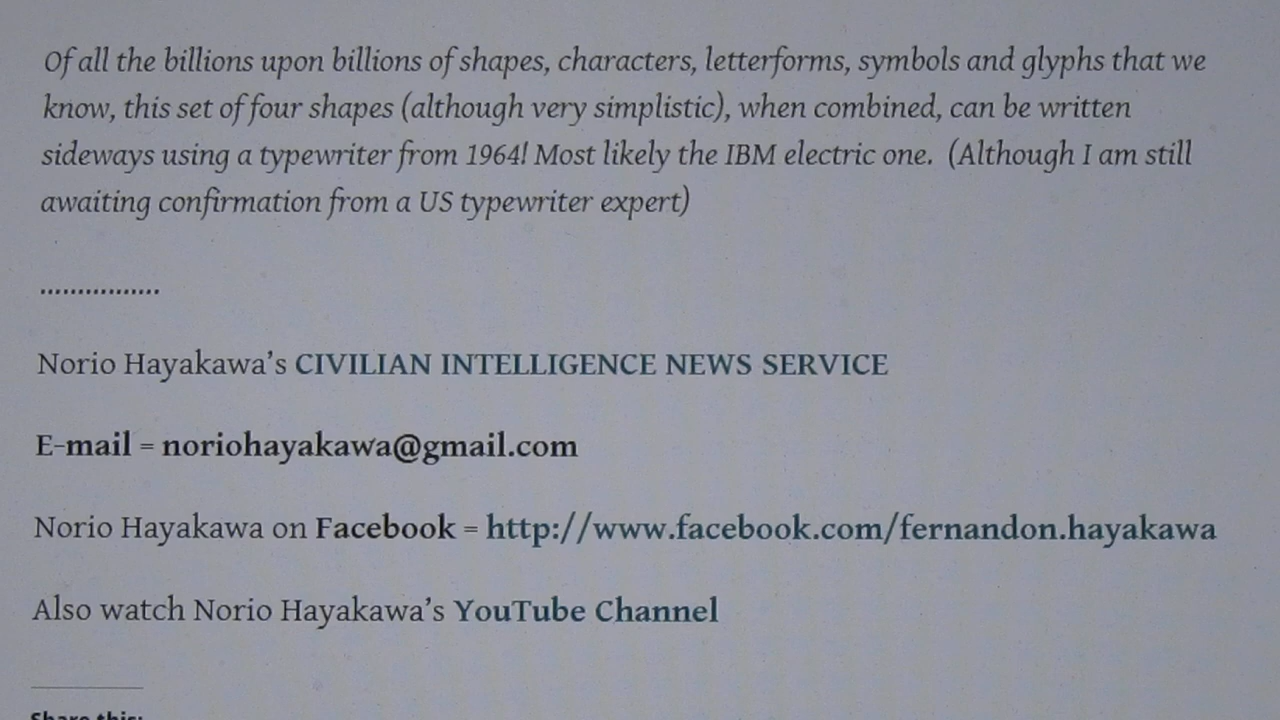 Of all the billions upon billions of shapes, characters, letterforms, symbols and glyphs that we
know, this set of four shapes (although very simplistic), when combined, can be written
sideways using a typewriter from 1964! Most likely the IBM electric one.  (Although I am still
awaiting confirmation from a US typewriter expert)
................
Norio Hayakawa’s CIVILIAN INTELLIGENCE NEWS SERVICE
E-mail = noriohayakawa@gmail.com
Norio Hayakawa on Facebook = http://www.facebook.com/fernandon.hayakawa
Also watch Norio Hayakawa’s YouTube Channel
Share this: